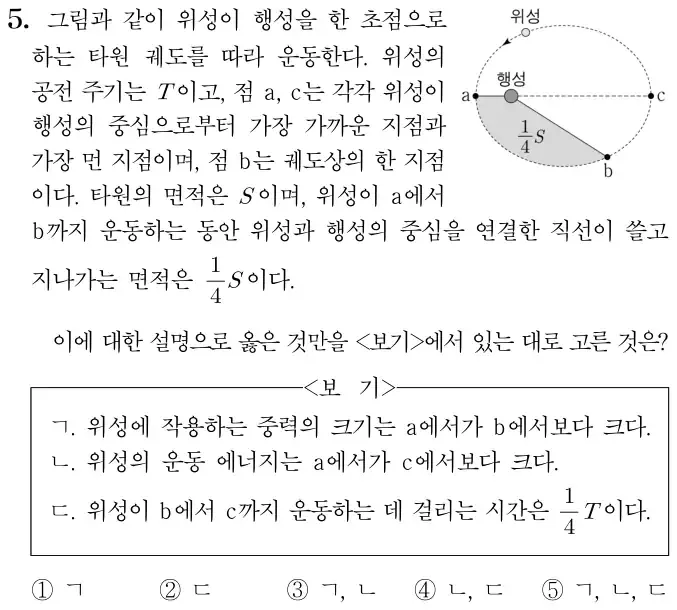 5. 그림과 같이 위성이 행성을 한 초점으로
하는 타원 궤도를 따라 운동한다. 위성의
공전 주기는 T이고, 점 a, c는 각각 위성이
행성의 중심으로부터 가장 가까운 지점과
가장 먼 지점이며, 점 b는 궤도상의 한 지점
이다. 타원의 면적은 S이며, 위성이 a에서
b까지 운동하는 동안 위성과 행성의 중심을 연결한 직선이 쓸고
지나가는 면적은 1/4 S이다.
위성
행성
a
c
1/4 S
b
이에 대한 설명으로 옳은 것만을 <보기>에서 있는 대로 고른 것은?
<보 기>
ㄱ. 위성에 작용하는 중력의 크기는 a에서가 b에서보다 크다.
ㄴ. 위성의 운동 에너지는 a에서가 c에서보다 크다.
ㄷ. 위성이 b에서 c까지 운동하는 데 걸리는 시간은 1/4 T이다.
① ㄱ ② ㄷ ③ ㄱ, ㄴ ④ ㄴ, ㄷ ⑤ ㄱ, ㄴ, ㄷ